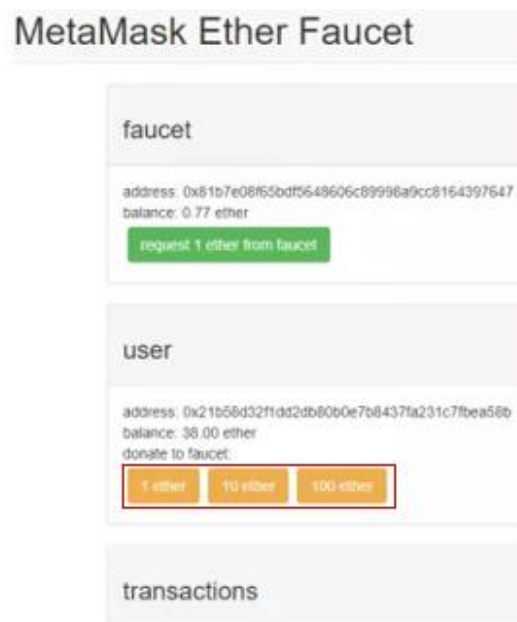 MetaMask Ether Faucet
faucet
address: 0x81b7e08f65bdf5648606c89998a9cc8164397647
balance: 0.77 ether
request 1 ether from faucet
user
address: 0x21b58d32f1dd2db80b0e7b8437fa231c7fbea58b
balance: 38.00 ether
donate to faucet:
1 ether 10 ether 100 ether
transactions